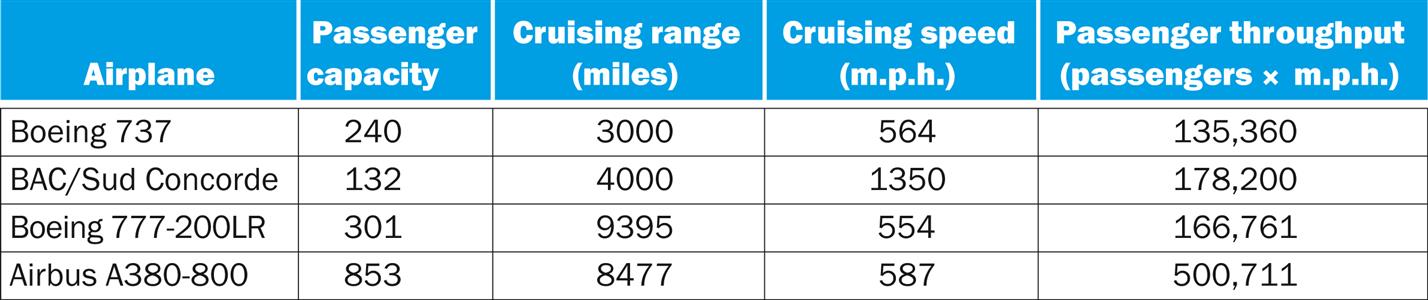 Airplane Passenger capacity Cruising range (miles) Cruising speed (m.p.h.) Passenger throughput (passengers × m.p.h.)
Boeing 737 240 3000 564 135,360
BAC/Sud Concorde 132 4000 1350 178,200
Boeing 777-200LR 301 9395 554 166,761
Airbus A380-800 853 8477 587 500,711